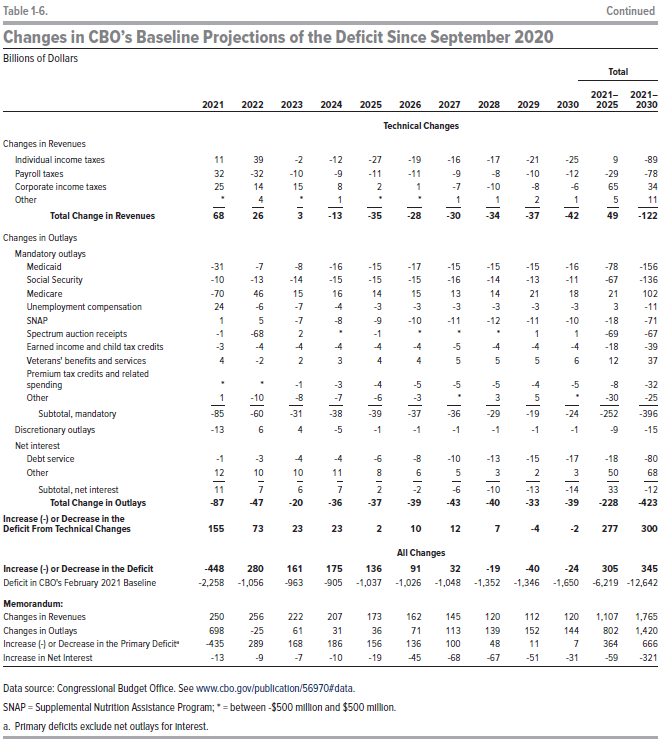 Table 1-6. Continued
Changes in CBO's Baseline Projections of the Deficit Since September 2020
Billions of Dollars
Total
2021 2022 2023 2024 2025 2026 2027 2028 2029 2030 2021–2025 2021–2030
Technical Changes
Changes in Revenues
Individual income taxes 11 39 -2 -12 -27 -19 -16 -17 -21 -25 9 -89
Payroll taxes 32 -32 -10 -9 -11 -11 -9 -8 -10 -12 -29 -78
Corporate income taxes 25 14 15 8 2 1 -7 -10 -8 -6 65 34
Other * 4 * 1 * * 1 1 2 1 5 11
Total Change in Revenues 68 26 3 -13 -35 -28 -30 -34 -37 -42 49 -122
Changes in Outlays
Mandatory outlays
Medicaid -31 -7 -8 -16 -15 -17 -15 -15 -15 -16 -78 -156
Social Security -10 -13 -14 -15 -15 -15 -16 -14 -13 -11 -67 -136
Medicare -70 46 15 16 14 15 13 14 21 18 21 102
Unemployment compensation 24 -6 -7 -4 -3 -3 -3 -3 -3 -3 3 -11
SNAP 1 5 -7 -8 -9 -10 -11 -12 -11 -10 -18 -71
Spectrum auction receipts -1 -68 2 * -1 * * * 1 1 -69 -67
Earned income and child tax credits -3 -4 -4 -4 -4 -4 -5 -4 -4 -4 -18 -39
Veterans' benefits and services 4 -2 2 3 4 4 5 5 5 6 12 37
Premium tax credits and related
spending * * -1 -3 -4 -5 -5 -5 -4 -5 -8 -32
Other 1 -10 -8 -7 -6 -3 * 3 5 * -30 -25
Subtotal, mandatory -85 -60 -31 -38 -39 -37 -36 -29 -19 -24 -252 -396
Discretionary outlays -13 6 4 -5 -1 -1 -1 -1 -1 -1 -9 -15
Net interest
Debt service -1 -3 -4 -4 -6 -8 -10 -13 -15 -17 -18 -80
Other 12 10 10 11 8 6 5 3 2 3 50 68
Subtotal, net interest 11 7 6 7 2 -2 -6 -10 -13 -14 33 -12
Total Change in Outlays -87 -47 -20 -36 -37 -39 -43 -40 -33 -39 -228 -423
Increase (-) or Decrease in the
Deficit From Technical Changes 155 73 23 23 2 10 12 7 -4 -2 277 300
All Changes
Increase (-) or Decrease in the Deficit -448 280 161 175 136 91 32 -19 -40 -24 305 345
Deficit in CBO's February 2021 Baseline -2,258 -1,056 -963 -905 -1,037 -1,026 -1,048 -1,352 -1,346 -1,650 -6,219 -12,642
Memorandum:
Changes in Revenues 250 256 222 207 173 162 145 120 112 120 1,107 1,765
Changes in Outlays 698 -25 61 31 36 71 113 139 152 144 802 1,420
Increase (-) or Decrease in the Primary Deficitᵃ -435 289 168 186 156 136 100 48 11 7 364 666
Increase in Net Interest -13 -9 -7 -10 -19 -45 -68 -67 -51 -31 -59 -321
Data source: Congressional Budget Office. See www.cbo.gov/publication/56970#data.
SNAP = Supplemental Nutrition Assistance Program; * = between -$500 million and $500 million.
a. Primary deficits exclude net outlays for interest.